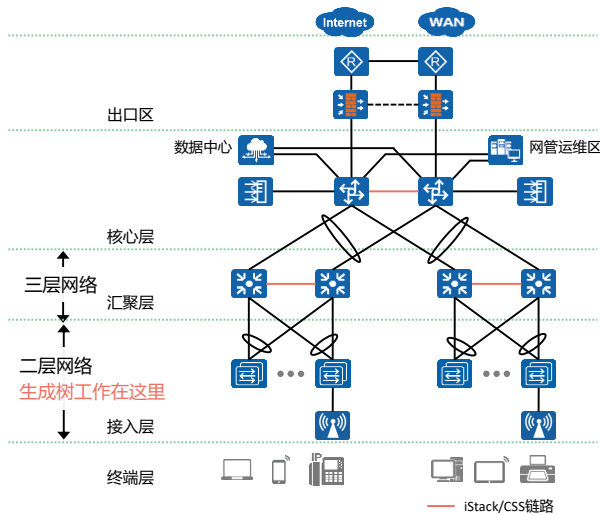 Internet
WAN
R
R
出口区
数据中心
网管运维区
核心层
三层网络
汇聚层
二层网络
生成树工作在这里
接入层
IP
终端层
iStack/CSS链路